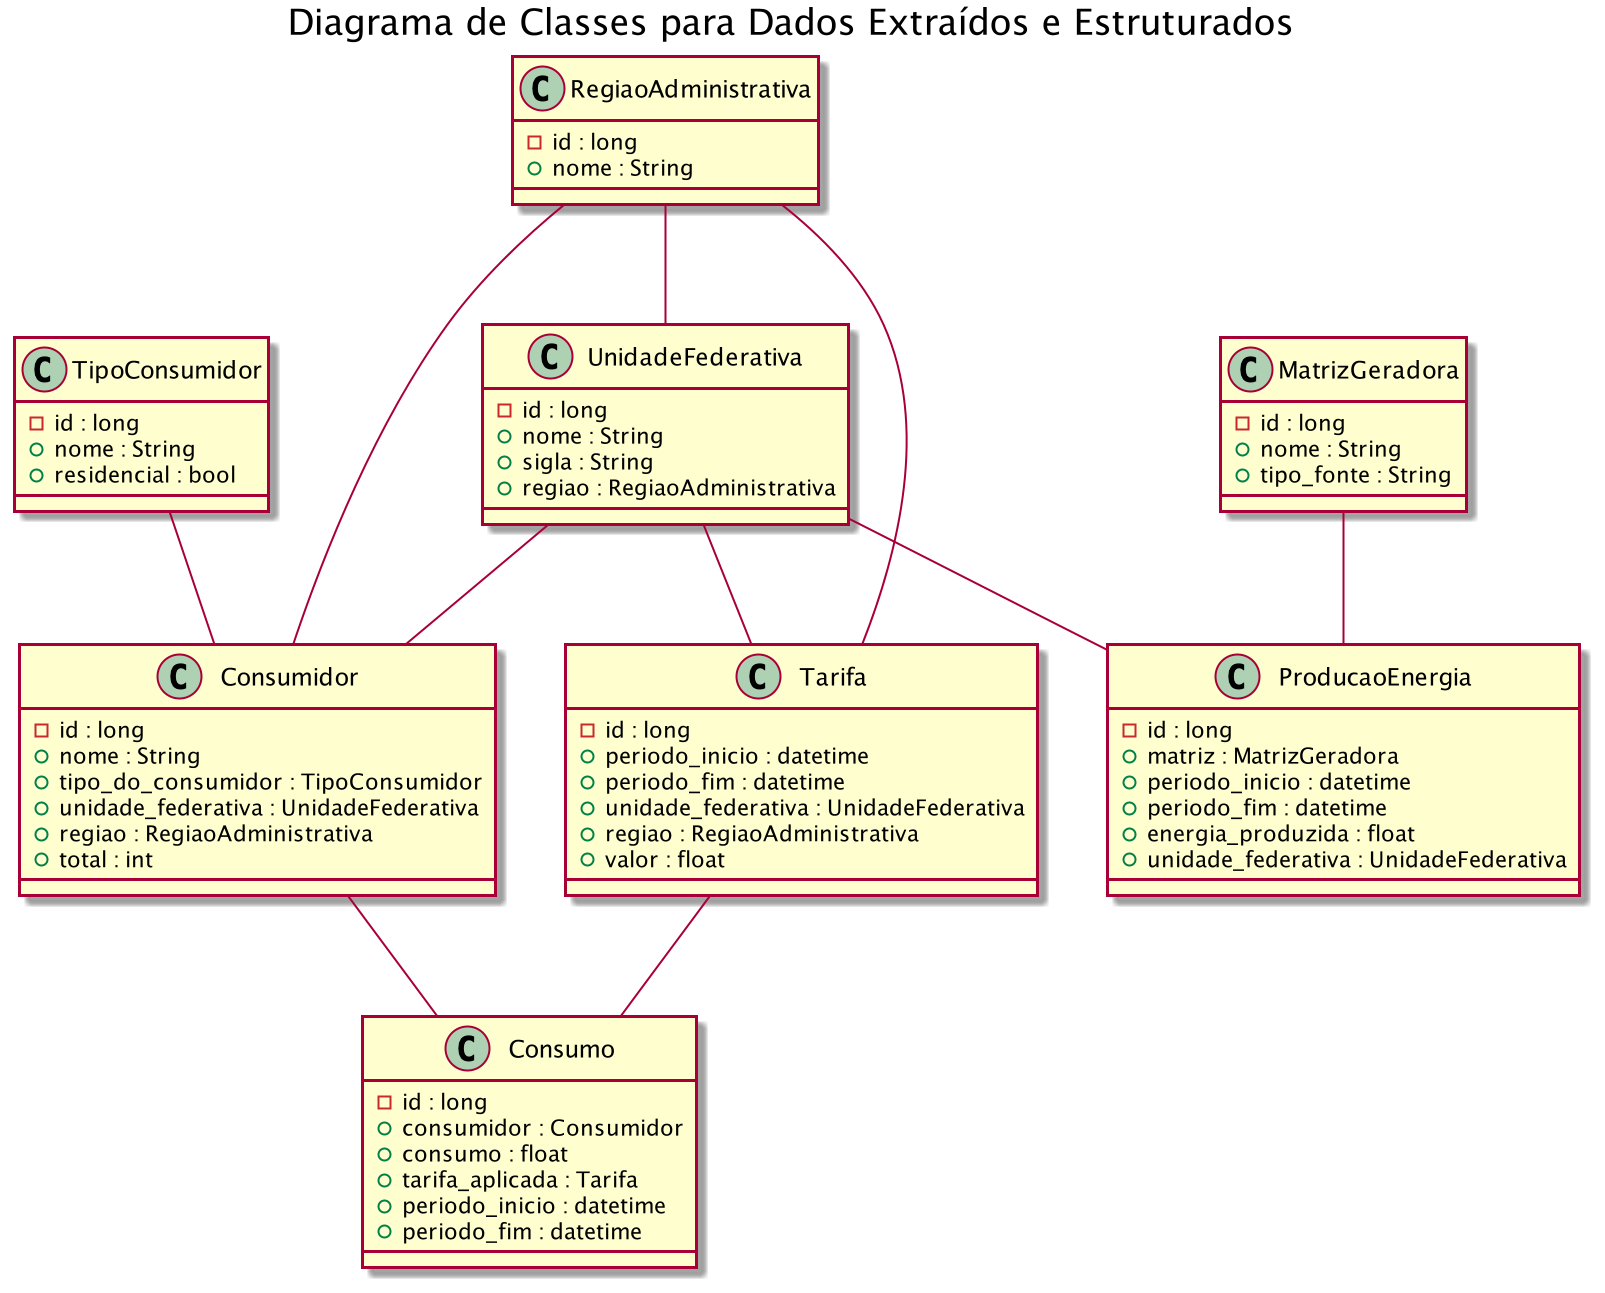 Diagrama de Classes para Dados Extraídos e Estruturados
C RegiaoAdministrativa
id : long
nome : String
C TipoConsumidor
id : long
nome : String
residencial : bool
C UnidadeFederativa
id : long
nome : String
sigla : String
regiao : RegiaoAdministrativa
C MatrizGeradora
id : long
nome : String
tipo_fonte : String
C Consumidor
id : long
nome : String
tipo_do_consumidor : TipoConsumidor
unidade_federativa : UnidadeFederativa
regiao : RegiaoAdministrativa
total : int
C Tarifa
id : long
periodo_inicio : datetime
periodo_fim : datetime
unidade_federativa : UnidadeFederativa
regiao : RegiaoAdministrativa
valor : float
C ProducaoEnergia
id : long
matriz : MatrizGeradora
periodo_inicio : datetime
periodo_fim : datetime
energia_produzida : float
unidade_federativa : UnidadeFederativa
C Consumo
id : long
consumidor : Consumidor
consumo : float
tarifa_aplicada : Tarifa
periodo_inicio : datetime
periodo_fim : datetime